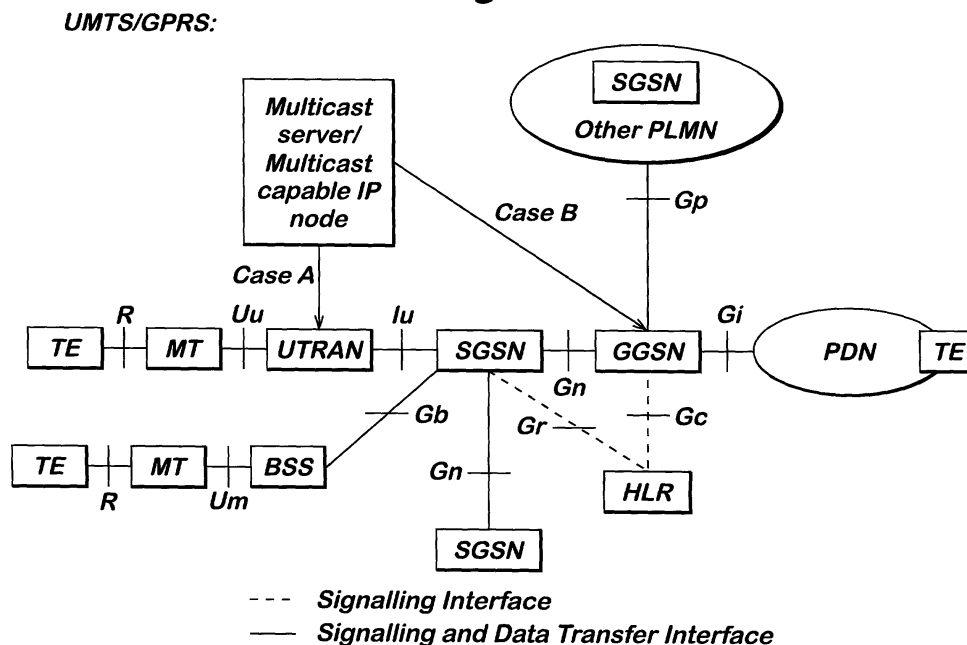 UMTS/GPRS:
Multicast
server/
Multicast
capable IP
node
SGSN
Other PLMN
Case B
Gp
Case A
R
Uu
Iu
Gi
TE
MT
UTRAN
SGSN
GGSN
PDN
TE
Gn
Gb
Gr
Gc
TE
MT
BSS
Gn
HLR
R
Um
SGSN
Signalling Interface
Signalling and Data Transfer Interface